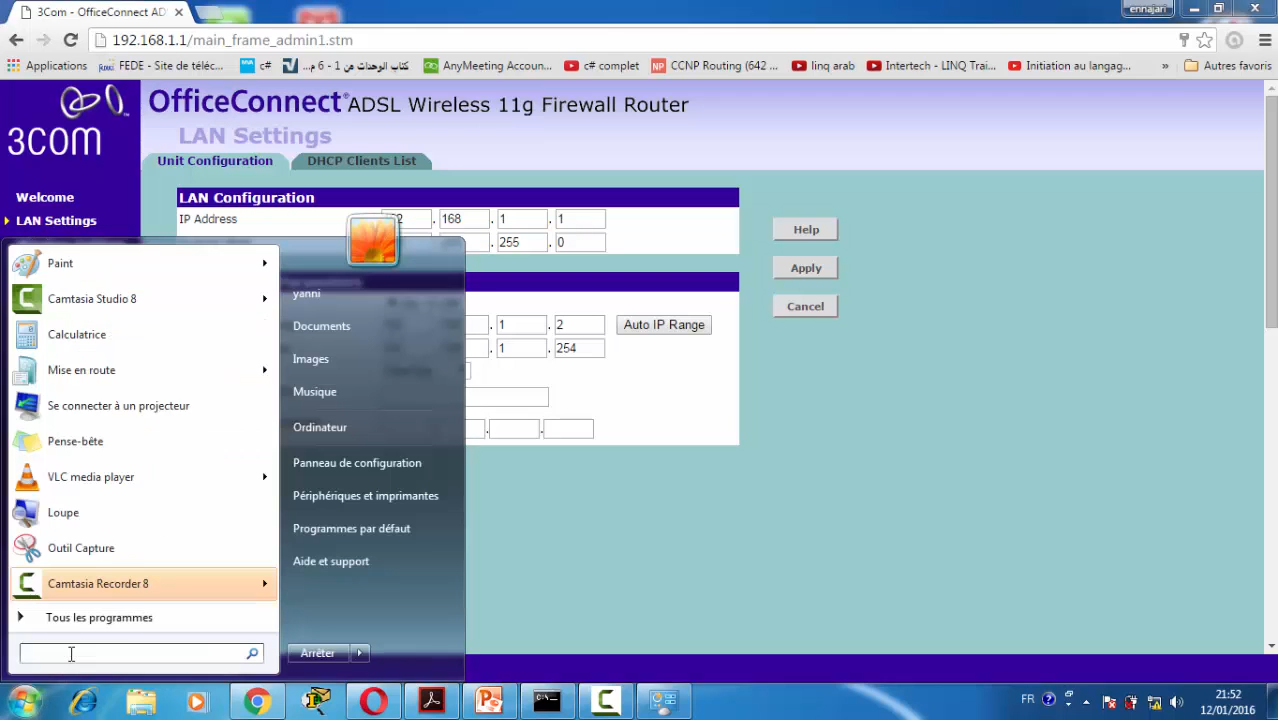 3Com - OfficeConnect AD
ennajari
192.168.1.1/main_frame_admin1.stm
Applications
FEDE - Site de téléc...
c#
كتاب الوحدات عن 1 - 6 م...
AnyMeeting Accoun...
c# complet
CCNP Routing (642 ...
linq arab
Intertech - LINQ Trai...
Initiation au langag...
»
Autres favoris
3COM
OfficeConnect® ADSL Wireless 11g Firewall Router
LAN Settings
Unit Configuration
DHCP Clients List
Welcome
LAN Settings
LAN Configuration
IP Address
. 168 . 1 . 1
255 . 0
Help
Apply
Cancel
. 1 . 2
Auto IP Range
. 1 . 254
Paint
Camtasia Studio 8
Calculatrice
Mise en route
Se connecter à un projecteur
Pense-bête
VLC media player
Loupe
Outil Capture
Camtasia Recorder 8
Tous les programmes
yanni
Documents
Images
Musique
Ordinateur
Panneau de configuration
Périphériques et imprimantes
Programmes par défaut
Aide et support
Arrêter
FR
21:52
12/01/2016